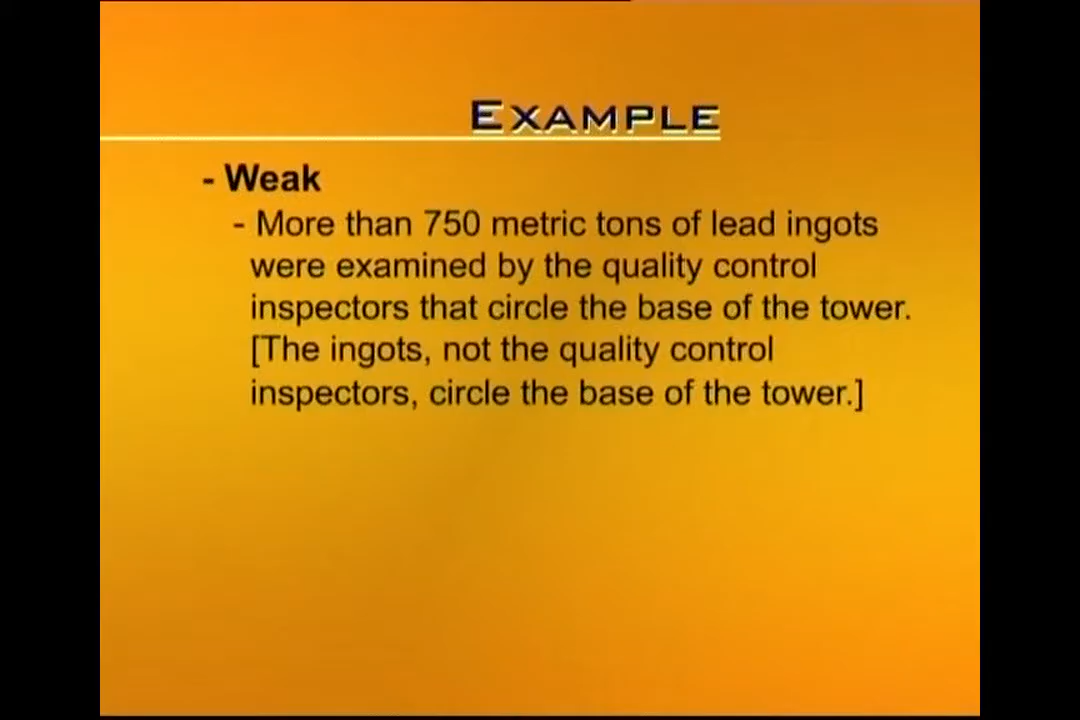 EXAMPLE
- Weak
- More than 750 metric tons of lead ingots
were examined by the quality control
inspectors that circle the base of the tower.
[The ingots, not the quality control
inspectors, circle the base of the tower.]